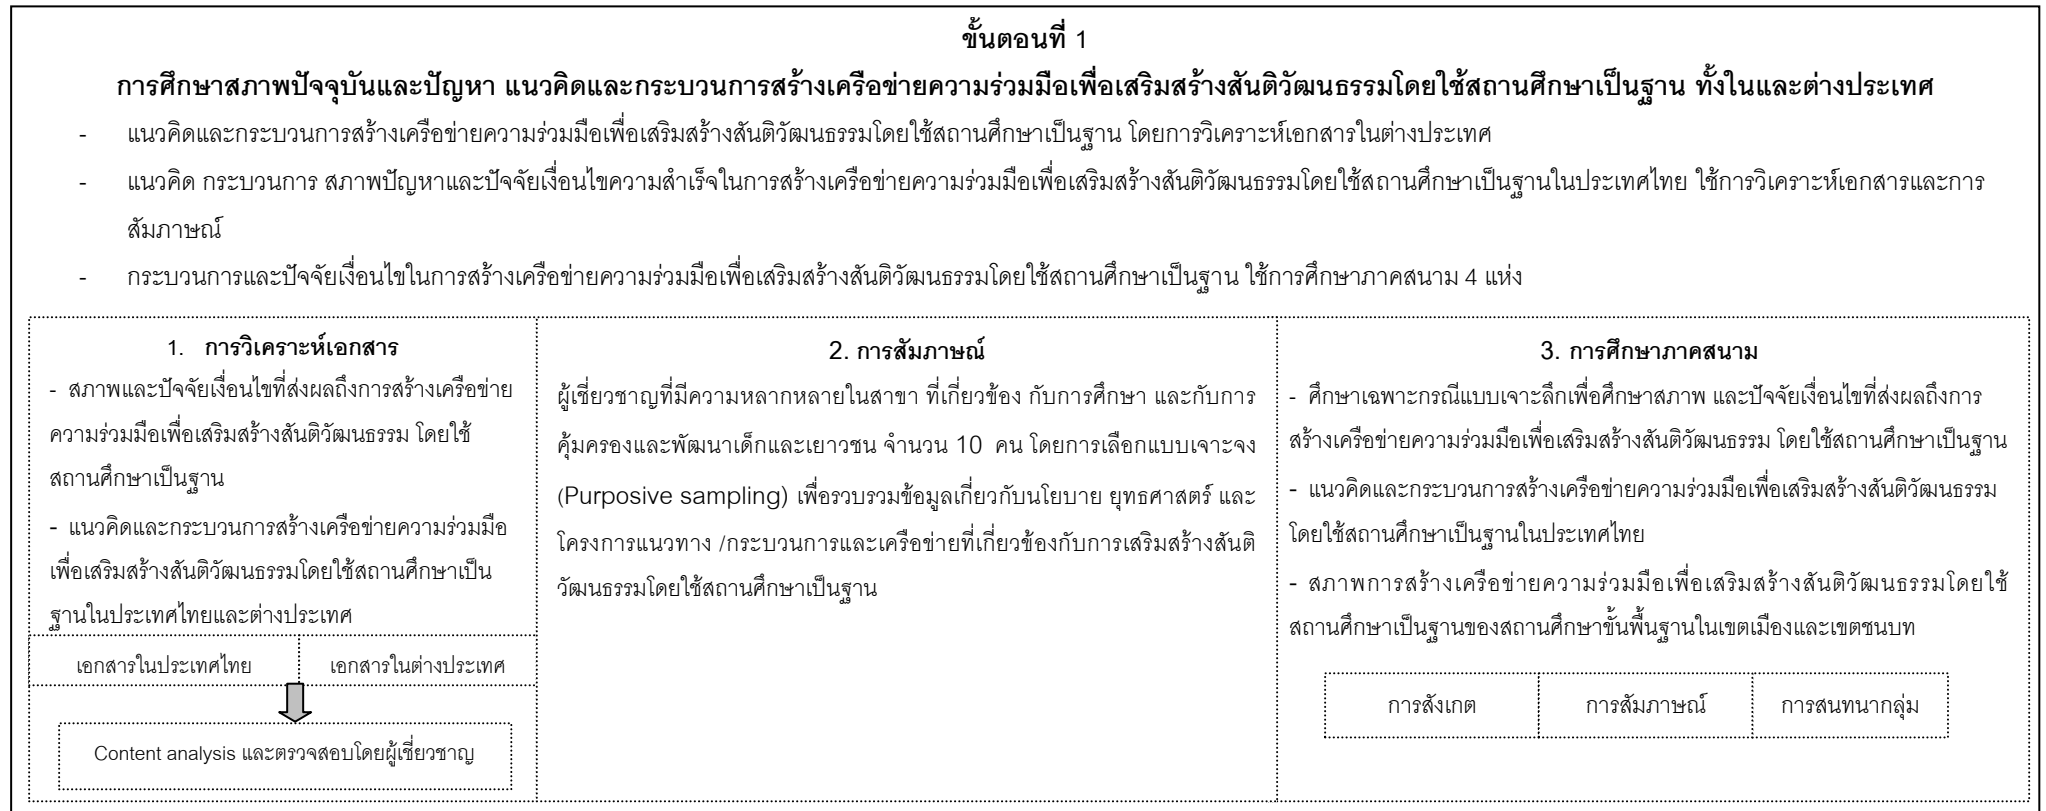 ขั้นตอนที่ 1
การศึกษาสภาพปัจจุบันและปัญหา แนวคิดและกระบวนการสร้างเครือข่ายความร่วมมือเพื่อเสริมสร้างสันติวัฒนธรรมโดยใช้สถานศึกษาเป็นฐาน ทั้งในและต่างประเทศ
- แนวคิดและกระบวนการสร้างเครือข่ายความร่วมมือเพื่อเสริมสร้างสันติวัฒนธรรมโดยใช้สถานศึกษาเป็นฐาน โดยการวิเคราะห์เอกสารในต่างประเทศ
- แนวคิด กระบวนการ สภาพปัญหาและปัจจัยเงื่อนไขความสำเร็จในการสร้างเครือข่ายความร่วมมือเพื่อเสริมสร้างสันติวัฒนธรรมโดยใช้สถานศึกษาเป็นฐานในประเทศไทย ใช้การวิเคราะห์เอกสารและการ
สัมภาษณ์
- กระบวนการและปัจจัยเงื่อนไขในการสร้างเครือข่ายความร่วมมือเพื่อเสริมสร้างสันติวัฒนธรรมโดยใช้สถานศึกษาเป็นฐาน ใช้การศึกษาภาคสนาม 4 แห่ง
1. การวิเคราะห์เอกสาร
- สภาพและปัจจัยเงื่อนไขที่ส่งผลถึงการสร้างเครือข่าย
ความร่วมมือเพื่อเสริมสร้างสันติวัฒนธรรม โดยใช้
สถานศึกษาเป็นฐาน
- แนวคิดและกระบวนการสร้างเครือข่ายความร่วมมือ
เพื่อเสริมสร้างสันติวัฒนธรรมโดยใช้สถานศึกษาเป็น
ฐานในประเทศไทยและต่างประเทศ
เอกสารในประเทศไทย
เอกสารในต่างประเทศ
Content analysis และตรวจสอบโดยผู้เชี่ยวชาญ
2. การสัมภาษณ์
ผู้เชี่ยวชาญที่มีความหลากหลายในสาขา ที่เกี่ยวข้อง กับการศึกษา และกับการ
คุ้มครองและพัฒนาเด็กและเยาวชน จำนวน 10 คน โดยการเลือกแบบเจาะจง
(Purposive sampling) เพื่อรวบรวมข้อมูลเกี่ยวกับนโยบาย ยุทธศาสตร์ และ
โครงการแนวทาง /กระบวนการและเครือข่ายที่เกี่ยวข้องกับการเสริมสร้างสันติ
วัฒนธรรมโดยใช้สถานศึกษาเป็นฐาน
3. การศึกษาภาคสนาม
- ศึกษาเฉพาะกรณีแบบเจาะลึกเพื่อศึกษาสภาพ และปัจจัยเงื่อนไขที่ส่งผลถึงการ
สร้างเครือข่ายความร่วมมือเพื่อเสริมสร้างสันติวัฒนธรรม โดยใช้สถานศึกษาเป็นฐาน
- แนวคิดและกระบวนการสร้างเครือข่ายความร่วมมือเพื่อเสริมสร้างสันติวัฒนธรรม
โดยใช้สถานศึกษาเป็นฐานในประเทศไทย
- สภาพการสร้างเครือข่ายความร่วมมือเพื่อเสริมสร้างสันติวัฒนธรรมโดยใช้
สถานศึกษาเป็นฐานของสถานศึกษาขั้นพื้นฐานในเขตเมืองและเขตชนบท
การสังเกต
การสัมภาษณ์
การสนทนากลุ่ม